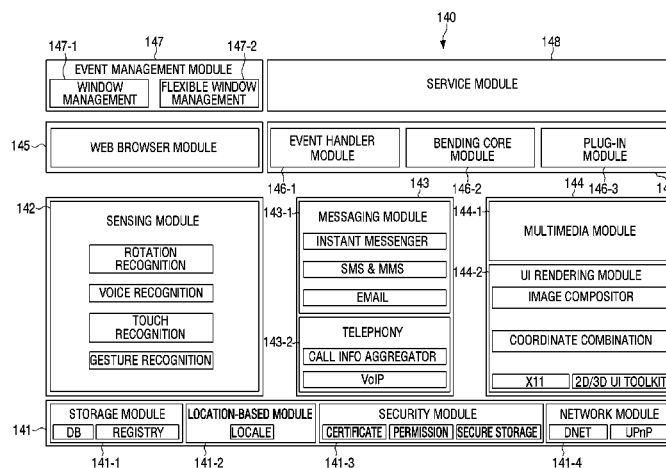 140
147-1 147 147-2 148
EVENT MANAGEMENT MODULE
WINDOW MANAGEMENT
FLEXIBLE WINDOW MANAGEMENT
SERVICE MODULE
145
WEB BROWSER MODULE
EVENT HANDLER MODULE
BENDING CORE MODULE
PLUG-IN MODULE
146-1 146-2 146-3
142
SENSING MODULE
ROTATION RECOGNITION
VOICE RECOGNITION
TOUCH RECOGNITION
GESTURE RECOGNITION
143
143-1
MESSAGING MODULE
INSTANT MESSENGER
SMS & MMS
EMAIL
143-2
TELEPHONY
CALL INFO AGGREGATOR
VoIP
144
144-1
MULTIMEDIA MODULE
144-2
UI RENDERING MODULE
IMAGE COMPOSITOR
COORDINATE COMBINATION
X11 2D/3D UI TOOLKIT
141
STORAGE MODULE
DB REGISTRY
LOCATION-BASED MODULE
LOCALE
SECURITY MODULE
CERTIFICATE PERMISSION SECURE STORAGE
NETWORK MODULE
DNET UPnP
141-1 141-2 141-3 141-4